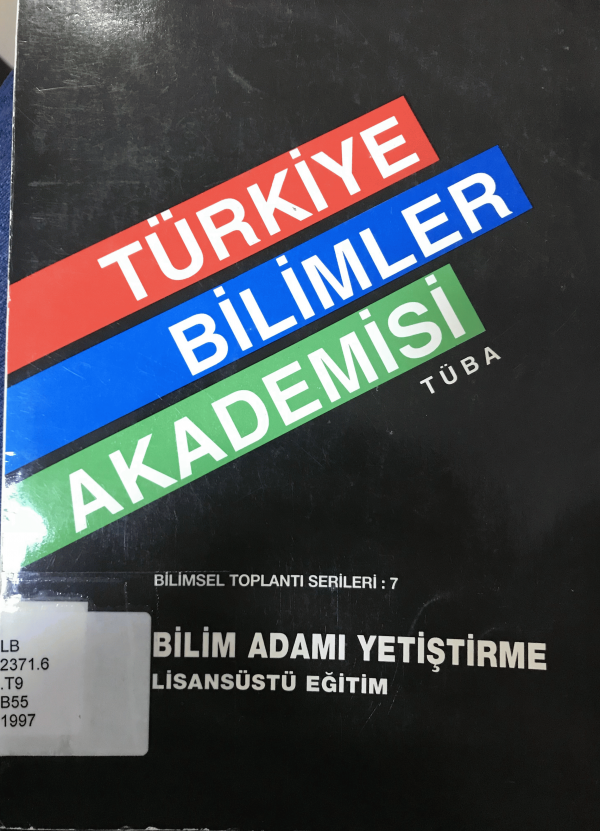 TÜRKİYE
BİLİMLER
AKADEMİSİ
TÜBA
BİLİMSEL TOPLANTI SERİLERİ : 7
BİLİM ADAMI YETİŞTİRME
LİSANSÜSTÜ EĞİTİM
LB
2371.6
.T9
B55
1997